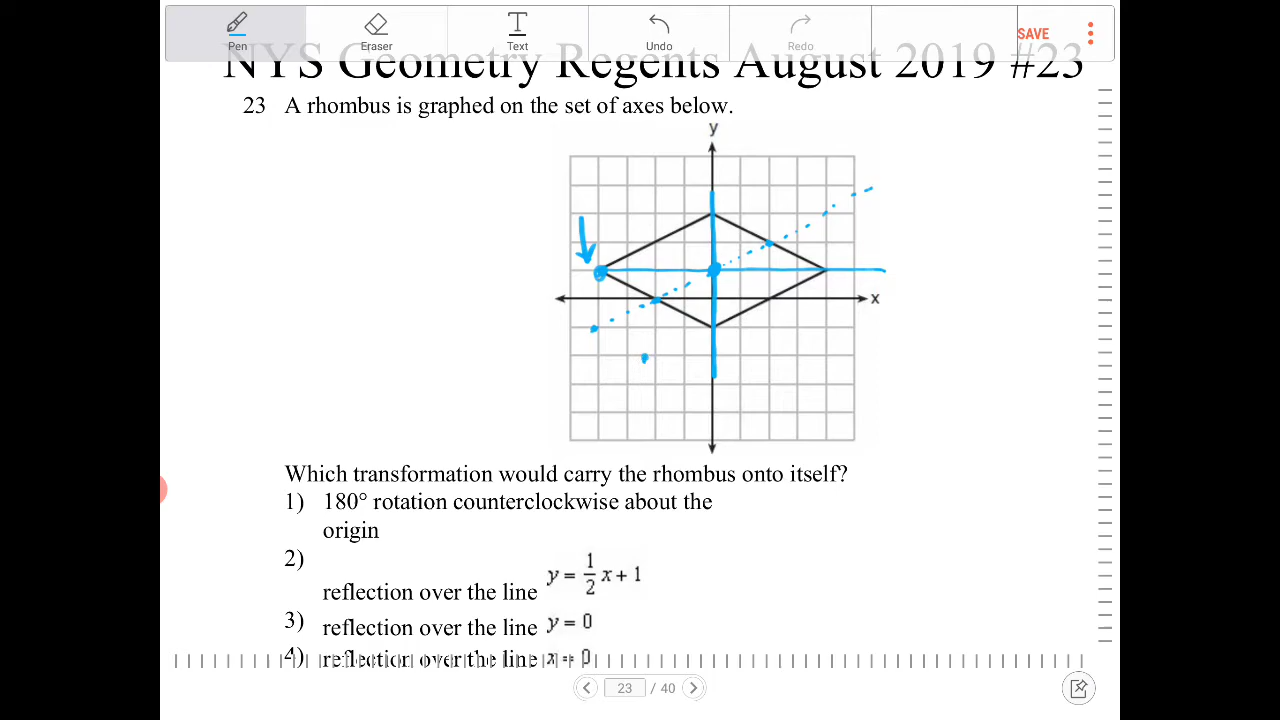 Pen
Eraser
Text
Undo
Redo
SAVE
NYS Geometry Regents August 2019 #23
23 A rhombus is graphed on the set of axes below.
y
x
Which transformation would carry the rhombus onto itself?
1) 180° rotation counterclockwise about the
origin
2)
reflection over the line y = 1/2 x + 1
3) reflection over the line y = 0
4) reflection over the line x = 0
23 / 40